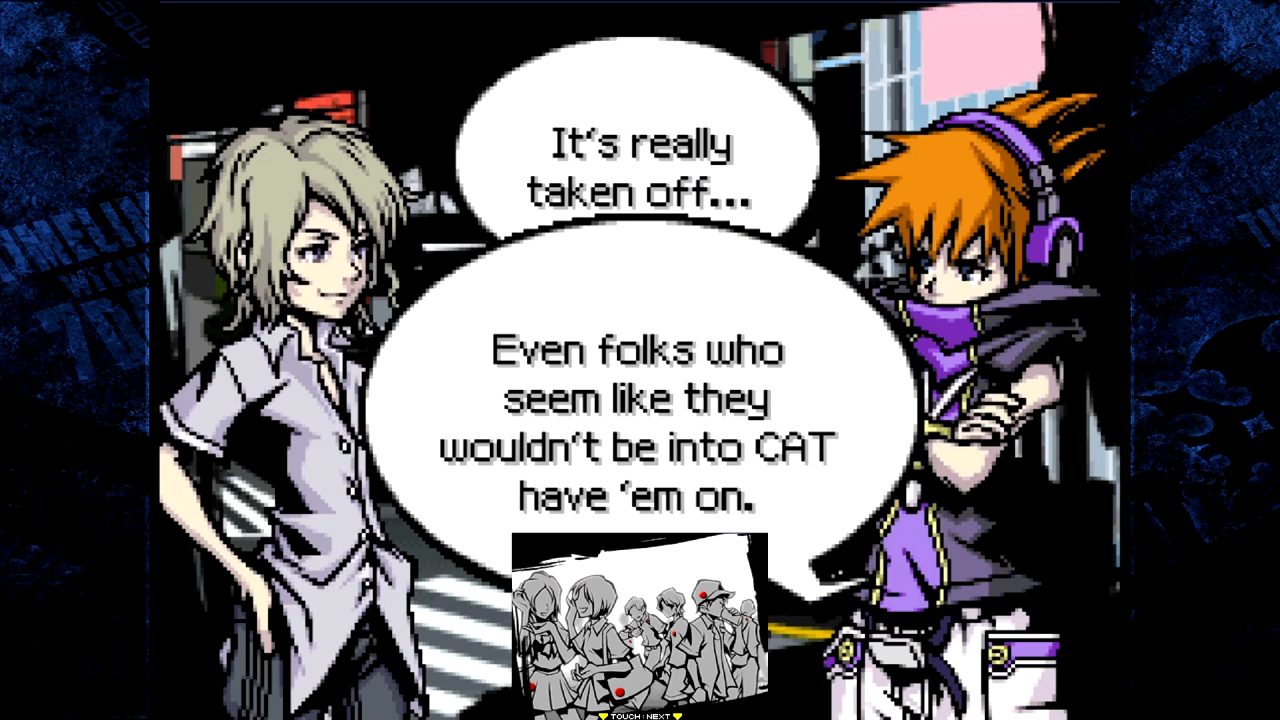 It's really
taken off...
Even folks who
seem like they
wouldn't be into CAT
have 'em on.
TOUCH:NEXT